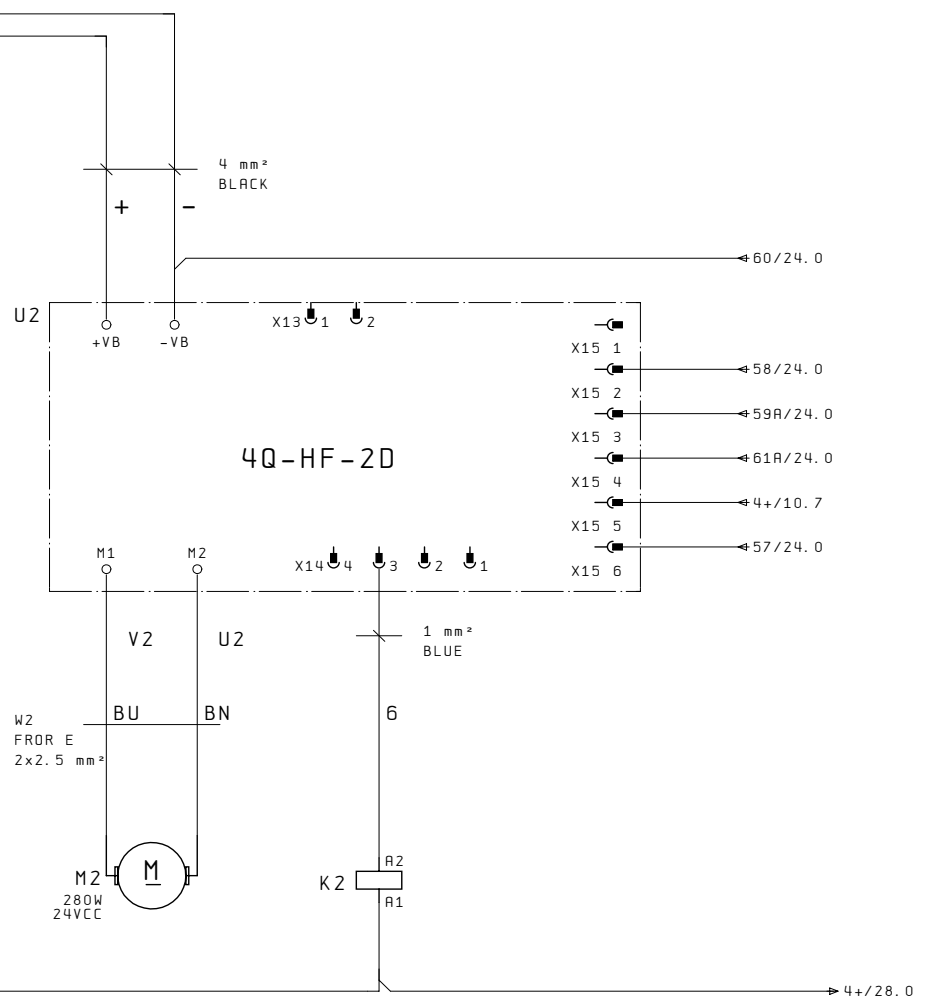 4 mm²
BLACK
+ -
60/24.0
U2
+VB -VB
X13 1 2
X15 1
58/24.0
X15 2
59A/24.0
4Q-HF-2D
X15 3
61A/24.0
X15 4
4+/10.7
X15 5
57/24.0
X15 6
M1 M2
X14 4 3 2 1
V2 U2
1 mm²
BLUE
BU BN
6
W2
FROR E
2x2.5 mm²
M
M2
280W
24VCC
K2
A2
A1
4+/28.0